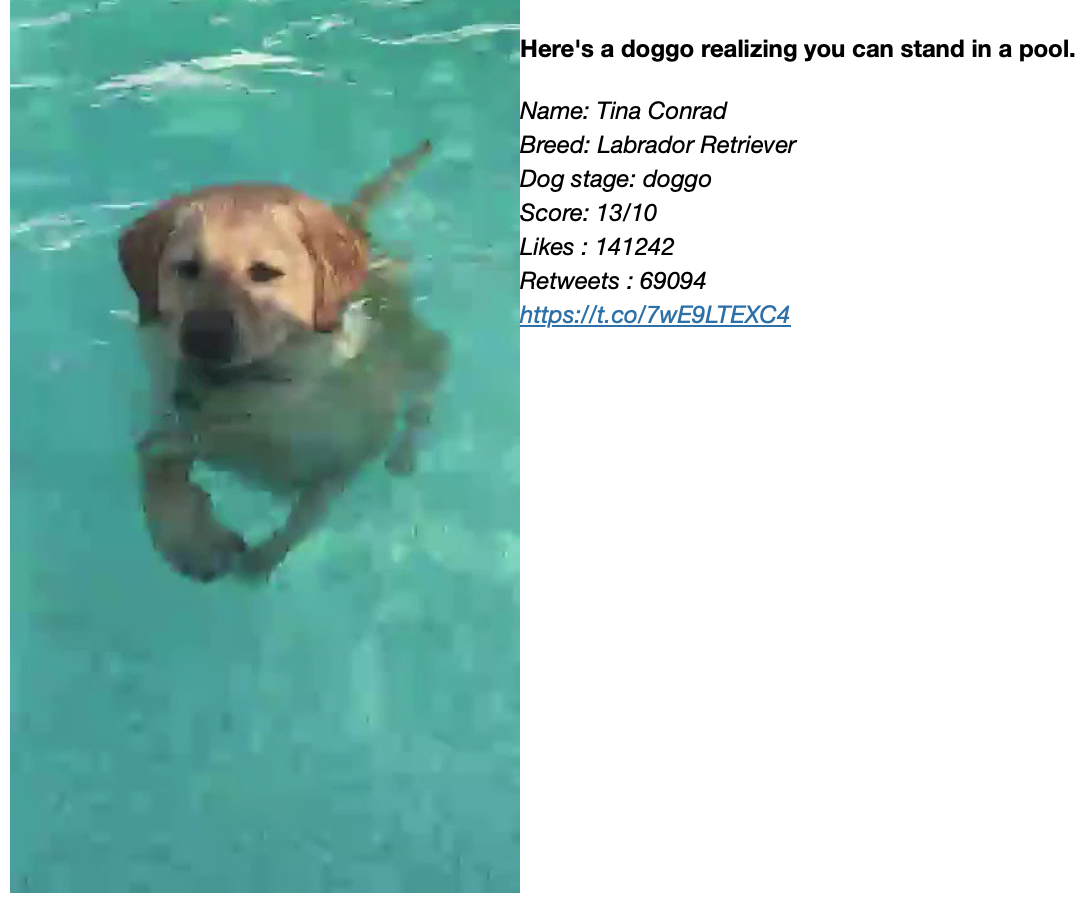 Here's a doggo realizing you can stand in a pool.
Name: Tina Conrad
Breed: Labrador Retriever
Dog stage: doggo
Score: 13/10
Likes : 141242
Retweets : 69094
https://t.co/7wE9LTEXC4